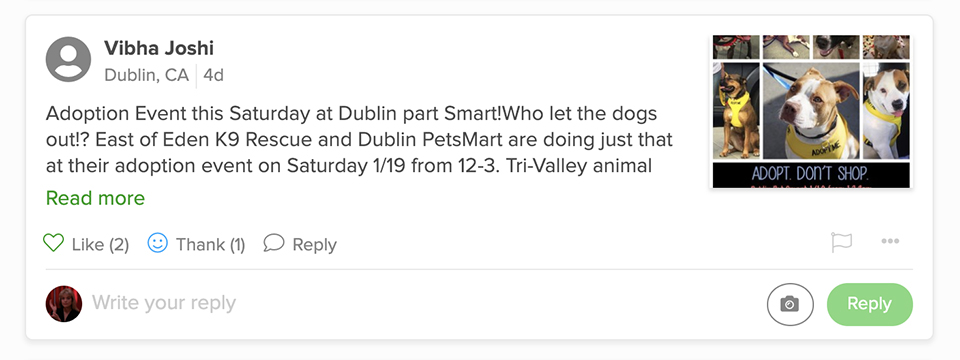 Vibha Joshi
Dublin, CA 4d
Adoption Event this Saturday at Dublin part Smart!Who let the dogs
out!? East of Eden K9 Rescue and Dublin PetsMart are doing just that
at their adoption event on Saturday 1/19 from 12-3. Tri-Valley animal
Read more
ADOPT ME
ADOPT. DON'T SHOP.
Like (2) Thank (1) Reply
Write your reply
Reply